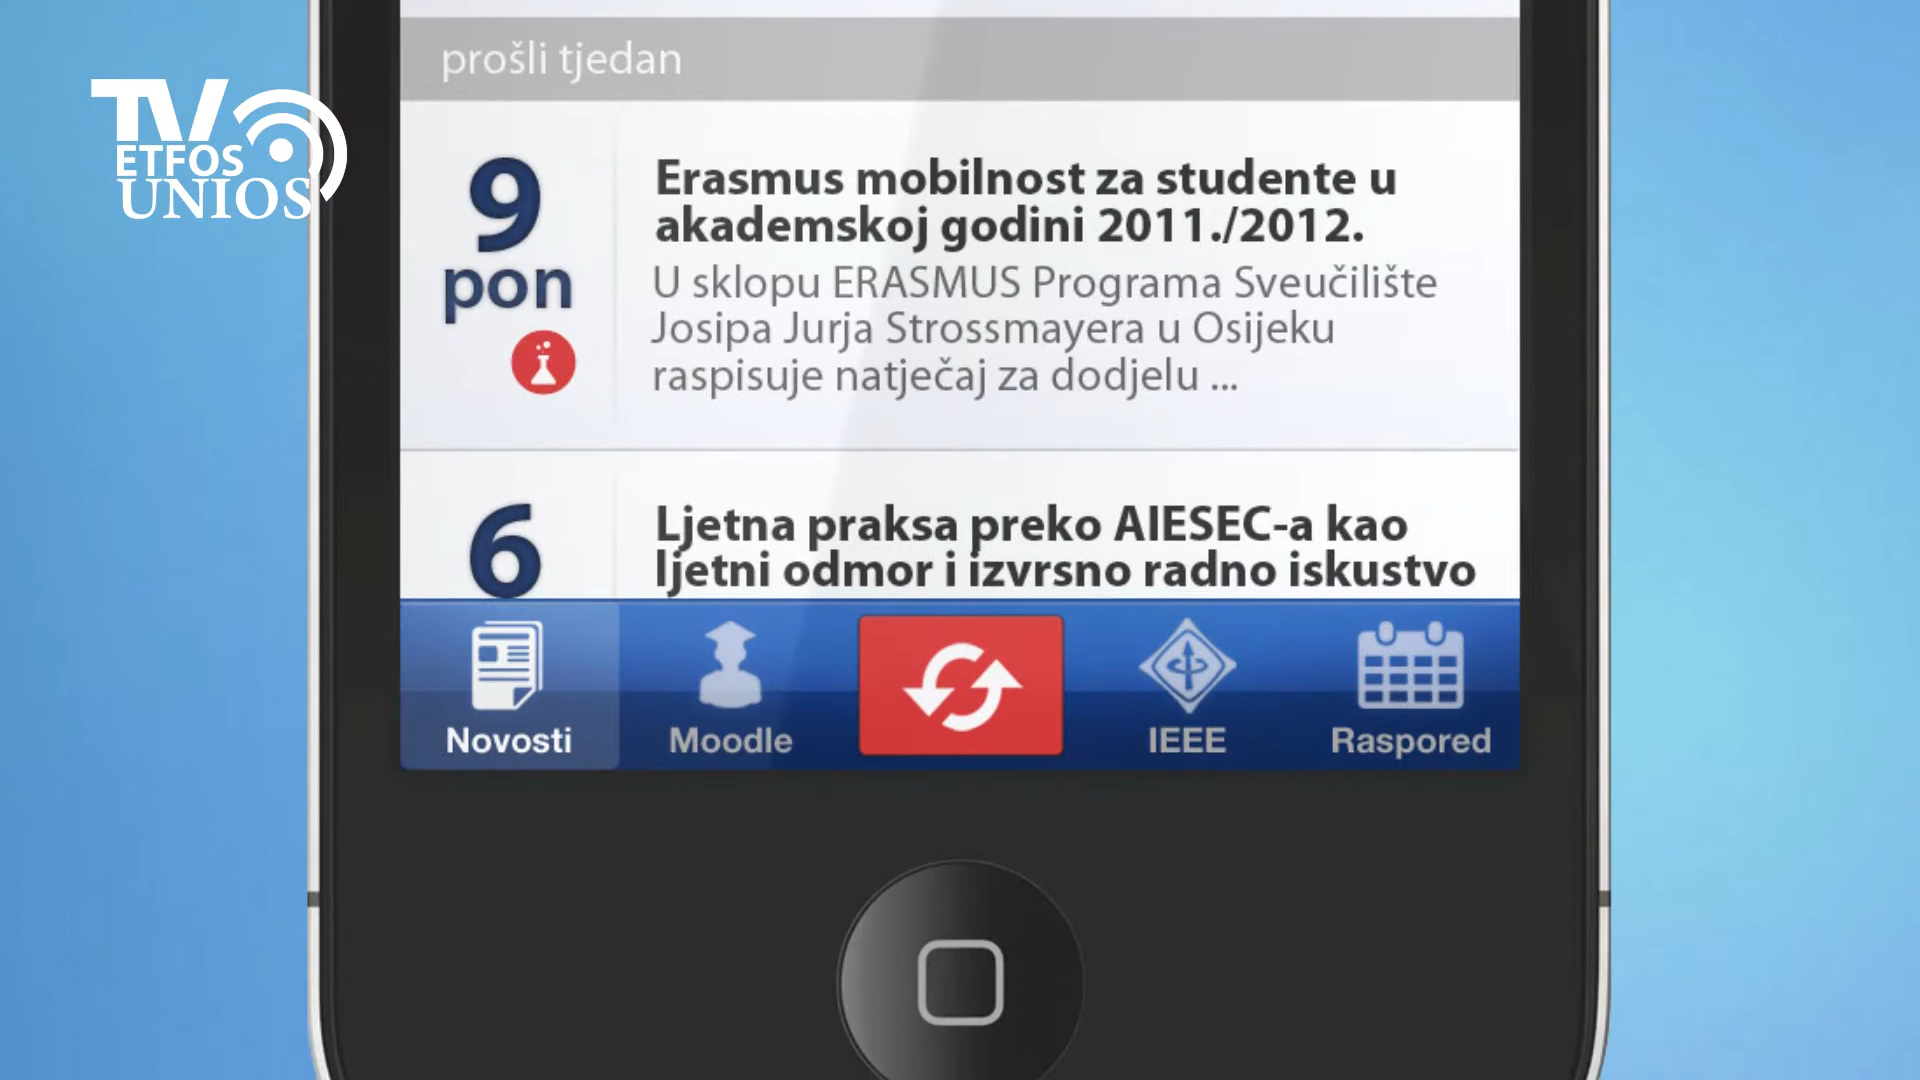 TV
ETFOS
UNIOS
prošli tjedan
9
pon
Erasmus mobilnost za studente u
akademskoj godini 2011./2012.
U sklopu ERASMUS Programa Sveučilište
Josipa Jurja Strossmayera u Osijeku
raspisuje natječaj za dodjelu ...
6
Ljetna praksa preko AIESEC-a kao
ljetni odmor i izvrsno radno iskustvo
Novosti
Moodle
IEEE
Raspored